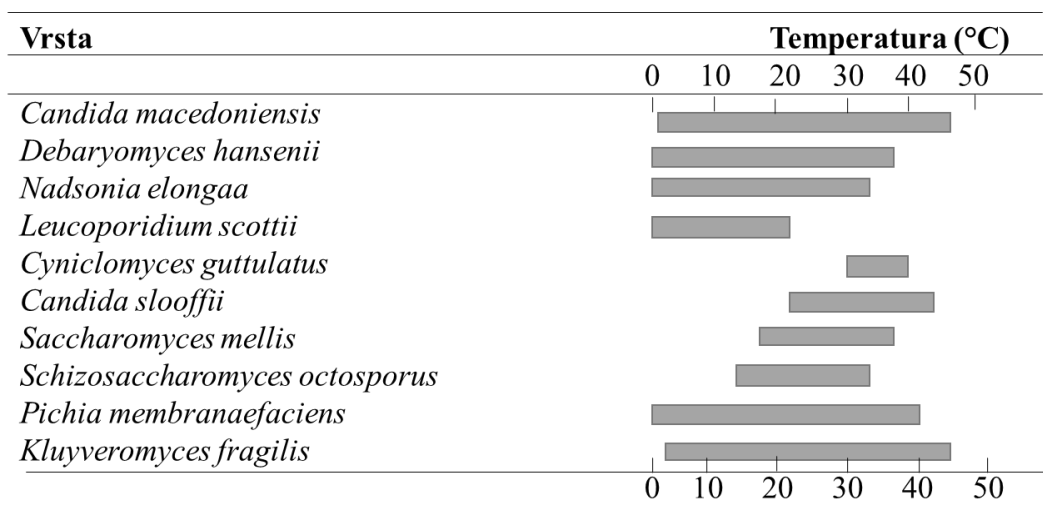 Vrsta Temperatura (°C)
0 10 20 30 40 50
Candida macedoniensis
Debaryomyces hansenii
Nadsonia elongaa
Leucoporidium scottii
Cyniclomyces guttulatus
Candida slooffii
Saccharomyces mellis
Schizosaccharomyces octosporus
Pichia membranaefaciens
Kluyveromyces fragilis
0 10 20 30 40 50